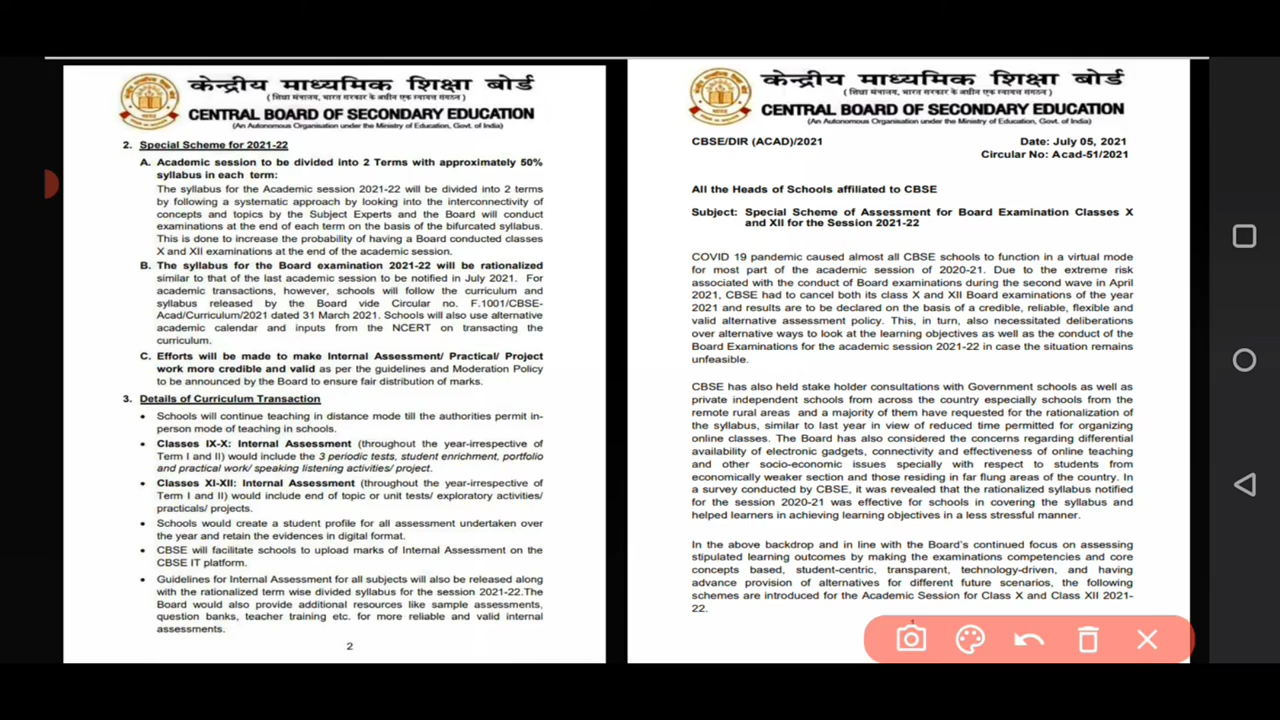 केन्द्रीय माध्यमिक शिक्षा बोर्ड
(शिक्षा मंत्रालय, भारत सरकार के अधीन एक स्वायत्त संगठन)
CENTRAL BOARD OF SECONDARY EDUCATION
(An Autonomous Organisation under the Ministry of Education, Govt. of India)
2. Special Scheme for 2021-22
A. Academic session to be divided into 2 Terms with approximately 50%
syllabus in each term:
The syllabus for the Academic session 2021-22 will be divided into 2 terms
by following a systematic approach by looking into the interconnectivity of
concepts and topics by the Subject Experts and the Board will conduct
examinations at the end of each term on the basis of the bifurcated syllabus.
This is done to increase the probability of having a Board conducted classes
X and XII examinations at the end of the academic session.
B. The syllabus for the Board examination 2021-22 will be rationalized
similar to that of the last academic session to be notified in July 2021. For
academic transactions, however, schools will follow the curriculum and
syllabus released by the Board vide Circular no. F.1001/CBSE-
Acad/Curriculum/2021 dated 31 March 2021. Schools will also use alternative
academic calendar and inputs from the NCERT on transacting the
curriculum.
C. Efforts will be made to make Internal Assessment/ Practical/ Project
work more credible and valid as per the guidelines and Moderation Policy
to be announced by the Board to ensure fair distribution of marks.
3. Details of Curriculum Transaction
• Schools will continue teaching in distance mode till the authorities permit in-
person mode of teaching in schools.
• Classes IX-X: Internal Assessment (throughout the year-irrespective of
Term I and II) would include the 3 periodic tests, student enrichment, portfolio
and practical work/ speaking listening activities/ project.
• Classes XI-XII: Internal Assessment (throughout the year-irrespective of
Term I and II) would include end of topic or unit tests/ exploratory activities/
practicals/ projects.
• Schools would create a student profile for all assessment undertaken over
the year and retain the evidences in digital format.
• CBSE will facilitate schools to upload marks of Internal Assessment on the
CBSE IT platform.
• Guidelines for Internal Assessment for all subjects will also be released along
with the rationalized term wise divided syllabus for the session 2021-22.The
Board would also provide additional resources like sample assessments,
question banks, teacher training etc. for more reliable and valid internal
assessments.
2
केन्द्रीय माध्यमिक शिक्षा बोर्ड
(शिक्षा मंत्रालय, भारत सरकार के अधीन एक स्वायत्त संगठन)
CENTRAL BOARD OF SECONDARY EDUCATION
(An Autonomous Organisation under the Ministry of Education, Govt. of India)
CBSE/DIR (ACAD)/2021 Date: July 05, 2021
Circular No: Acad-51/2021
All the Heads of Schools affiliated to CBSE
Subject: Special Scheme of Assessment for Board Examination Classes X
and XII for the Session 2021-22
COVID 19 pandemic caused almost all CBSE schools to function in a virtual mode
for most part of the academic session of 2020-21. Due to the extreme risk
associated with the conduct of Board examinations during the second wave in April
2021, CBSE had to cancel both its class X and XII Board examinations of the year
2021 and results are to be declared on the basis of a credible, reliable, flexible and
valid alternative assessment policy. This, in turn, also necessitated deliberations
over alternative ways to look at the learning objectives as well as the conduct of the
Board Examinations for the academic session 2021-22 in case the situation remains
unfeasible.
CBSE has also held stake holder consultations with Government schools as well as
private independent schools from across the country especially schools from the
remote rural areas and a majority of them have requested for the rationalization of
the syllabus, similar to last year in view of reduced time permitted for organizing
online classes. The Board has also considered the concerns regarding differential
availability of electronic gadgets, connectivity and effectiveness of online teaching
and other socio-economic issues specially with respect to students from
economically weaker section and those residing in far flung areas of the country. In
a survey conducted by CBSE, it was revealed that the rationalized syllabus notified
for the session 2020-21 was effective for schools in covering the syllabus and
helped learners in achieving learning objectives in a less stressful manner.
In the above backdrop and in line with the Board's continued focus on assessing
stipulated learning outcomes by making the examinations competencies and core
concepts based, student-centric, transparent, technology-driven, and having
advance provision of alternatives for different future scenarios, the following
schemes are introduced for the Academic Session for Class X and Class XII 2021-
22.